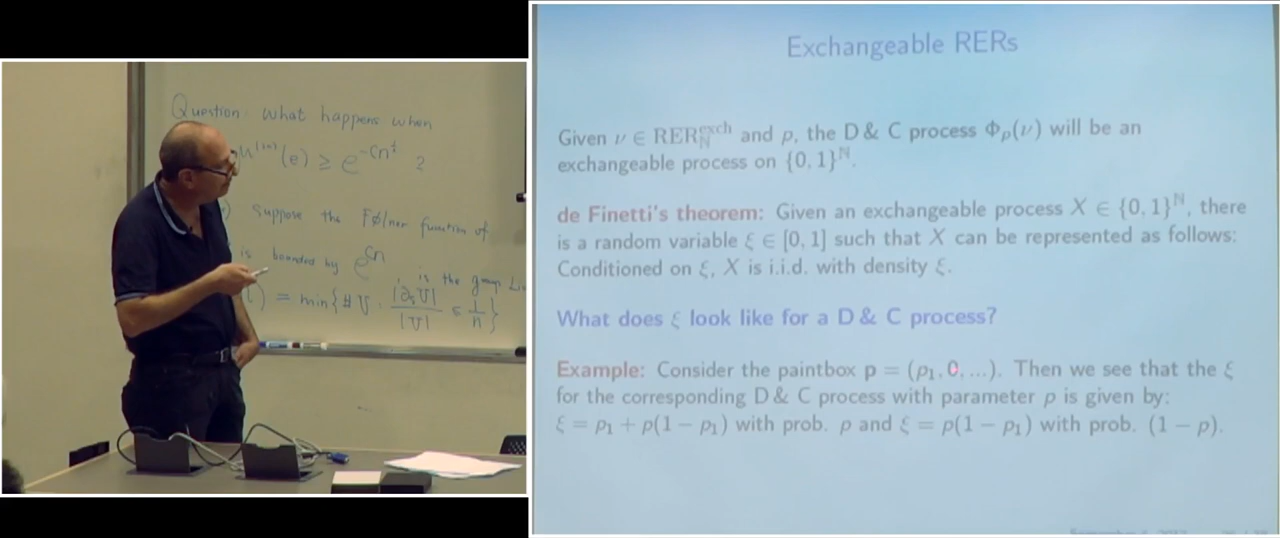 Question: What happens when
μ^(2n)(e) ≥ e^-Cn^½ ?
Suppose the Følner function of
is bounded by e^Cn
is the group
= min{#U : |∂ₛU| / |U| ≤ 1/n}
Exchangeable RERs
Given ν ∈ RER_ℕ^exch and p, the D & C process Φ_p(ν) will be an
exchangeable process on {0, 1}^ℕ.
de Finetti's theorem: Given an exchangeable process X ∈ {0, 1}^ℕ, there
is a random variable ξ ∈ [0, 1] such that X can be represented as follows:
Conditioned on ξ, X is i.i.d. with density ξ.
What does ξ look like for a D & C process?
Example: Consider the paintbox p = (p₁, 0, ...). Then we see that the ξ
for the corresponding D & C process with parameter p is given by:
ξ = p₁ + p(1 − p₁) with prob. p and ξ = p(1 − p₁) with prob. (1 − p).